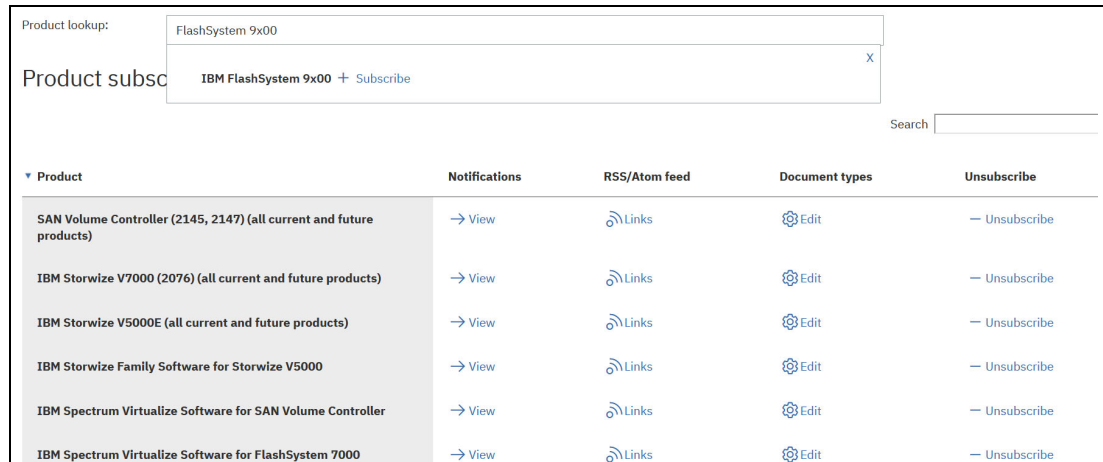 Product lookup:
FlashSystem 9x00
X
IBM FlashSystem 9x00 + Subscribe
Product subsc
Search
Product Notifications RSS/Atom feed Document types Unsubscribe
SAN Volume Controller (2145, 2147) (all current and future
products)
View Links Edit Unsubscribe
IBM Storwize V7000 (2076) (all current and future products) View Links Edit Unsubscribe
IBM Storwize V5000E (all current and future products) View Links Edit Unsubscribe
IBM Storwize Family Software for Storwize V5000 View Links Edit Unsubscribe
IBM Spectrum Virtualize Software for SAN Volume Controller View Links Edit Unsubscribe
IBM Spectrum Virtualize Software for FlashSystem 7000 View Links Edit Unsubscribe